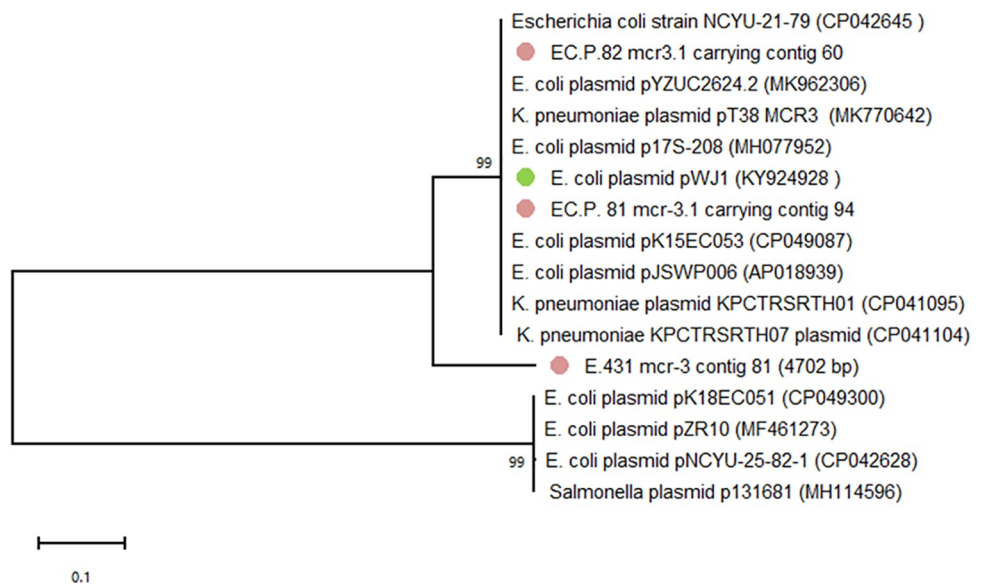 Escherichia coli strain NCYU-21-79 (CP042645 )
EC.P.82 mcr3.1 carrying contig 60
E. coli plasmid pYZUC2624.2 (MK962306)
K. pneumoniae plasmid pT38 MCR3 (MK770642)
E. coli plasmid p17S-208 (MH077952)
99
E. coli plasmid pWJ1 (KY924928 )
EC.P. 81 mcr-3.1 carrying contig 94
E. coli plasmid pK15EC053 (CP049087)
E. coli plasmid pJSWP006 (AP018939)
K. pneumoniae plasmid KPCTRSRTH01 (CP041095)
K. pneumoniae KPCTRSRTH07 plasmid (CP041104)
E.431 mcr-3 contig 81 (4702 bp)
E. coli plasmid pK18EC051 (CP049300)
E. coli plasmid pZR10 (MF461273)
E. coli plasmid pNCYU-25-82-1 (CP042628)
99
Salmonella plasmid p131681 (MH114596)
0.1